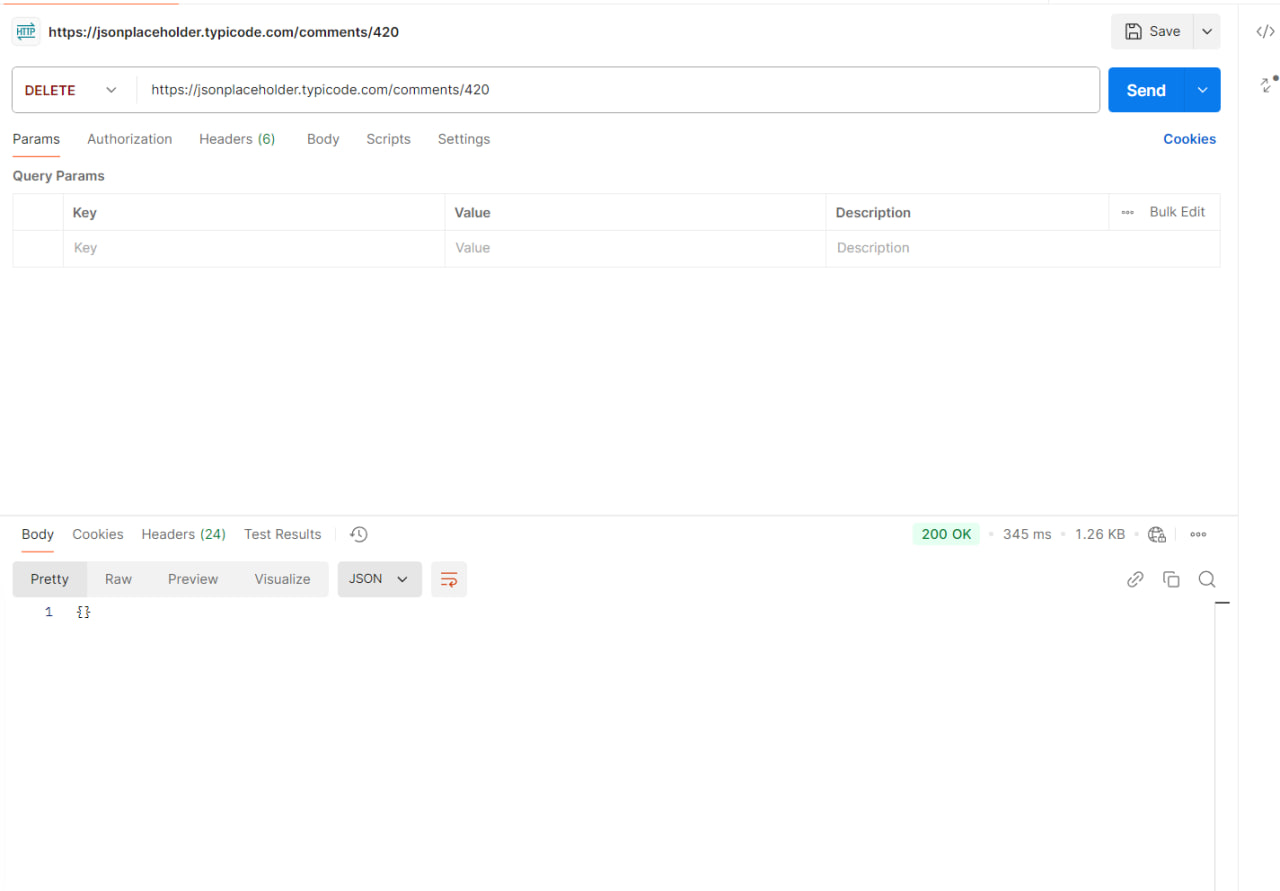 HTTP https://jsonplaceholder.typicode.com/comments/420 Save
DELETE https://jsonplaceholder.typicode.com/comments/420 Send
Params Authorization Headers (6) Body Scripts Settings Cookies
Query Params
Key Value Description Bulk Edit
Key Value Description
Body Cookies Headers (24) Test Results 200 OK 345 ms 1.26 KB
Pretty Raw Preview Visualize JSON
1 {}